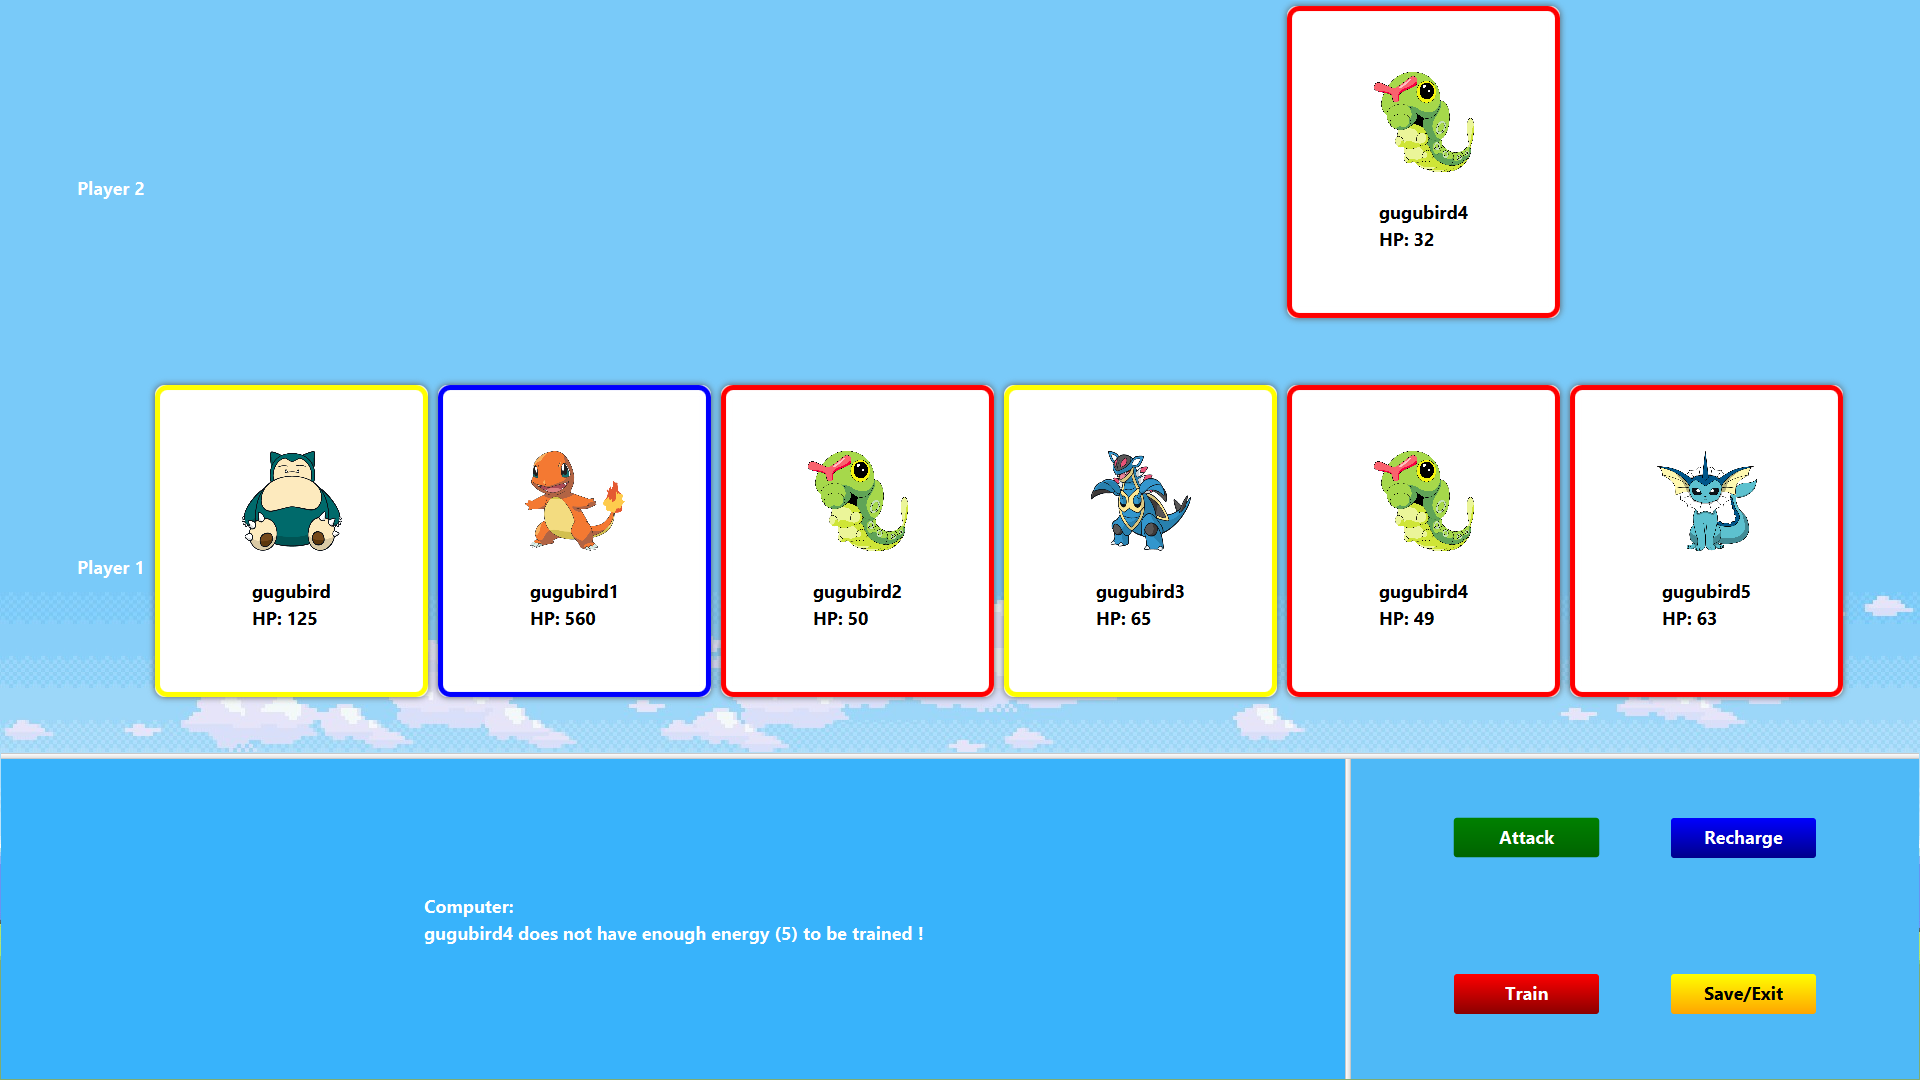 gugubird4
HP: 32
Player 2
Player 1
gugubird
HP: 125
gugubird1
HP: 560
gugubird2
HP: 50
gugubird3
HP: 65
gugubird4
HP: 49
gugubird5
HP: 63
Computer:
gugubird4 does not have enough energy (5) to be trained !
Attack
Recharge
Train
Save/Exit